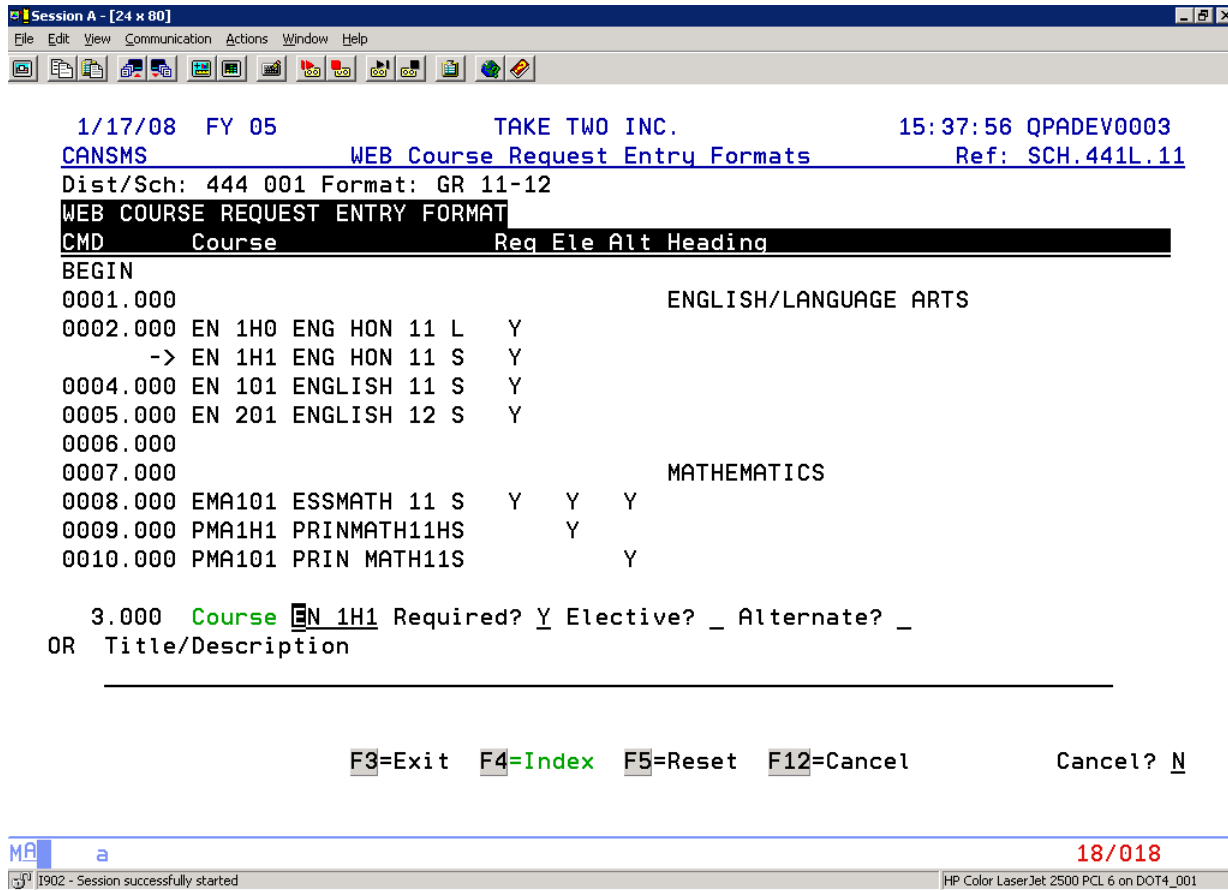 Session A - [24 x 80]
File Edit View Communication Actions Window Help
1/17/08 FY 05 TAKE TWO INC. 15:37:56 QPADEV0003
CANSMS WEB Course Request Entry Formats Ref: SCH.441L.11
Dist/Sch: 444 001 Format: GR 11-12
WEB COURSE REQUEST ENTRY FORMAT
CMD Course Req Ele Alt Heading
BEGIN
0001.000 ENGLISH/LANGUAGE ARTS
0002.000 EN 1H0 ENG HON 11 L Y
-> EN 1H1 ENG HON 11 S Y
0004.000 EN 101 ENGLISH 11 S Y
0005.000 EN 201 ENGLISH 12 S Y
0006.000
0007.000 MATHEMATICS
0008.000 EMA101 ESSMATH 11 S Y Y Y
0009.000 PMA1H1 PRINMATH11HS Y
0010.000 PMA101 PRIN MATH11S Y
3.000 Course EN 1H1 Required? Y Elective? _ Alternate? _
OR Title/Description
F3=Exit F4=Index F5=Reset F12=Cancel Cancel? N
MA a 18/018
I902 - Session successfully started HP Color LaserJet 2500 PCL 6 on DOT4_001